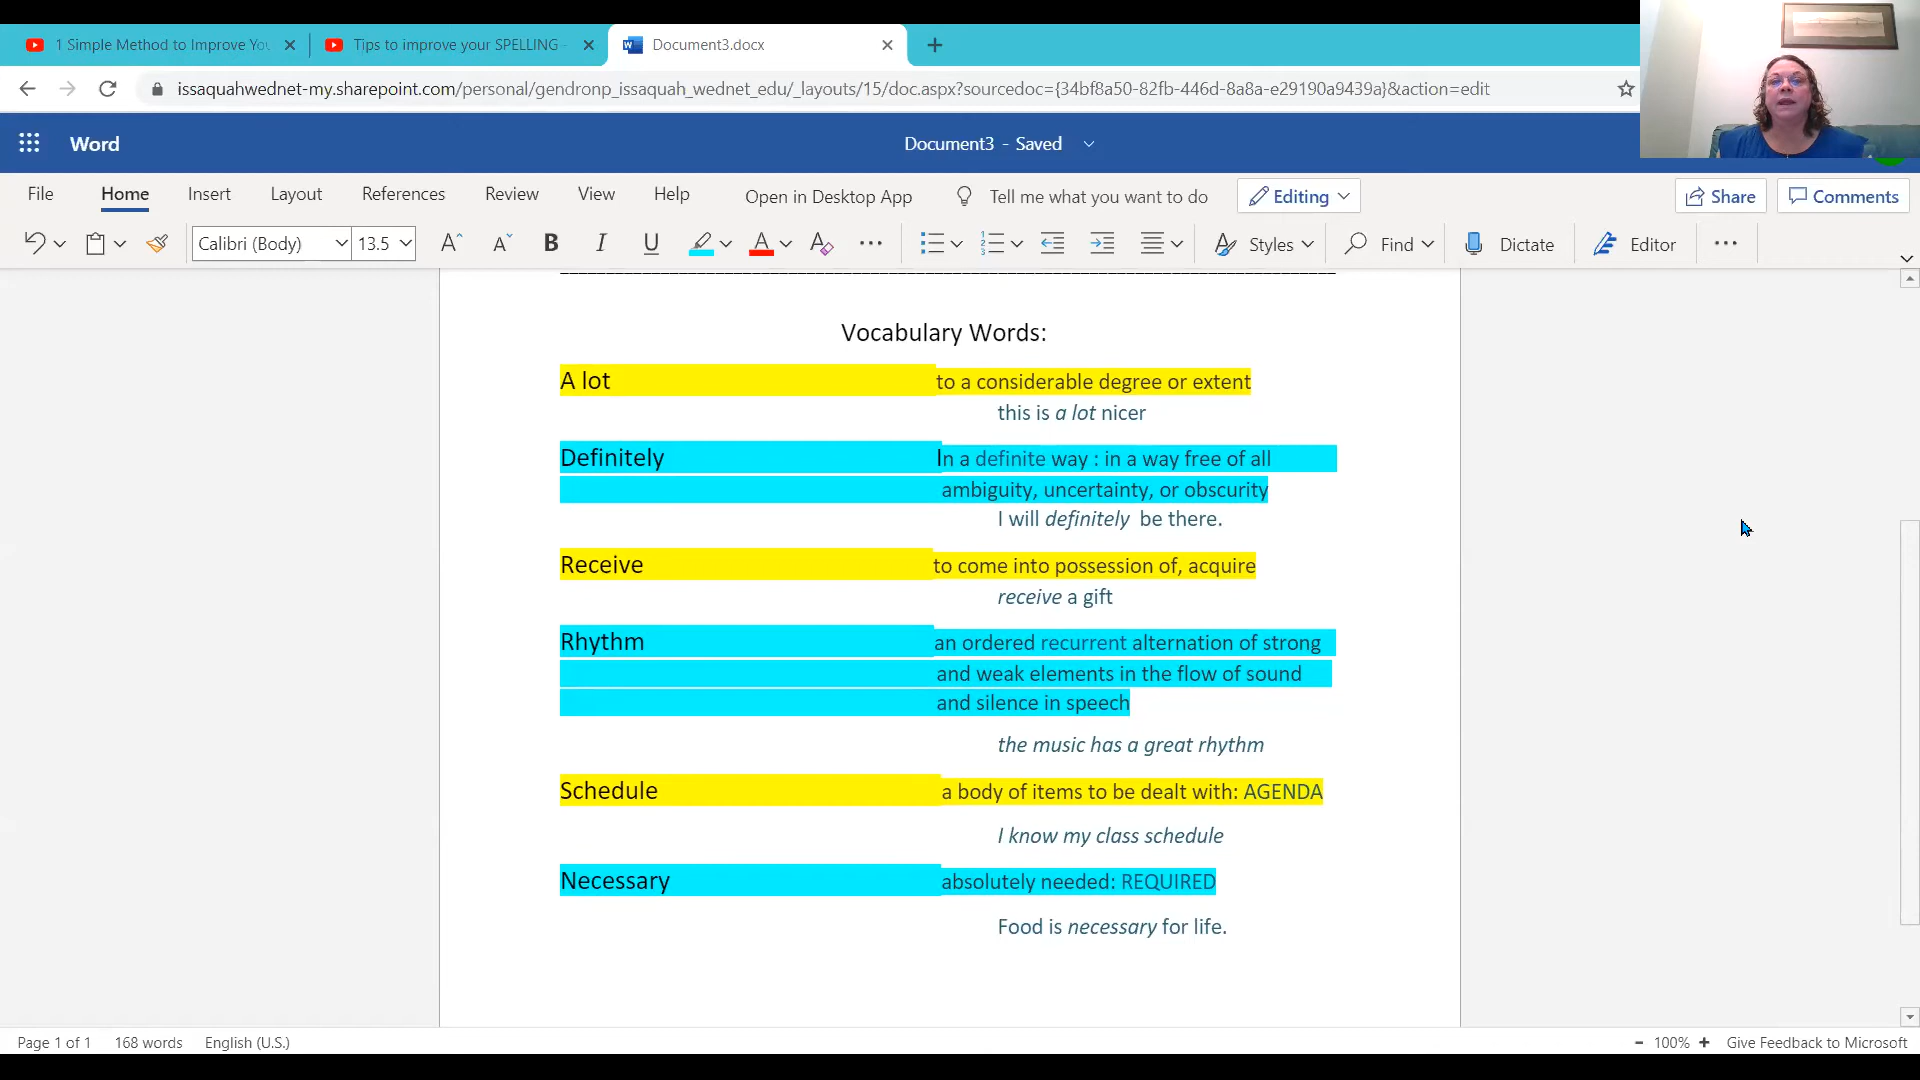 1 Simple Method to Improve You
Tips to improve your SPELLING -
Document3.docx
issaquahwednet-my.sharepoint.com/personal/gendronp_issaquah_wednet_edu/_layouts/15/doc.aspx?sourcedoc={34bf8a50-82fb-446d-8a8a-e29190a9439a}&action=edit
Word
Document3 - Saved
File Home Insert Layout References Review View Help Open in Desktop App Tell me what you want to do Editing Share Comments
Calibri (Body) 13.5 B I U A Styles Find Dictate Editor
Vocabulary Words:
A lot to a considerable degree or extent
this is a lot nicer
Definitely In a definite way : in a way free of all
ambiguity, uncertainty, or obscurity
I will definitely be there.
Receive to come into possession of, acquire
receive a gift
Rhythm an ordered recurrent alternation of strong
and weak elements in the flow of sound
and silence in speech
the music has a great rhythm
Schedule a body of items to be dealt with: AGENDA
I know my class schedule
Necessary absolutely needed: REQUIRED
Food is necessary for life.
Page 1 of 1 168 words English (U.S.) 100% Give Feedback to Microsoft